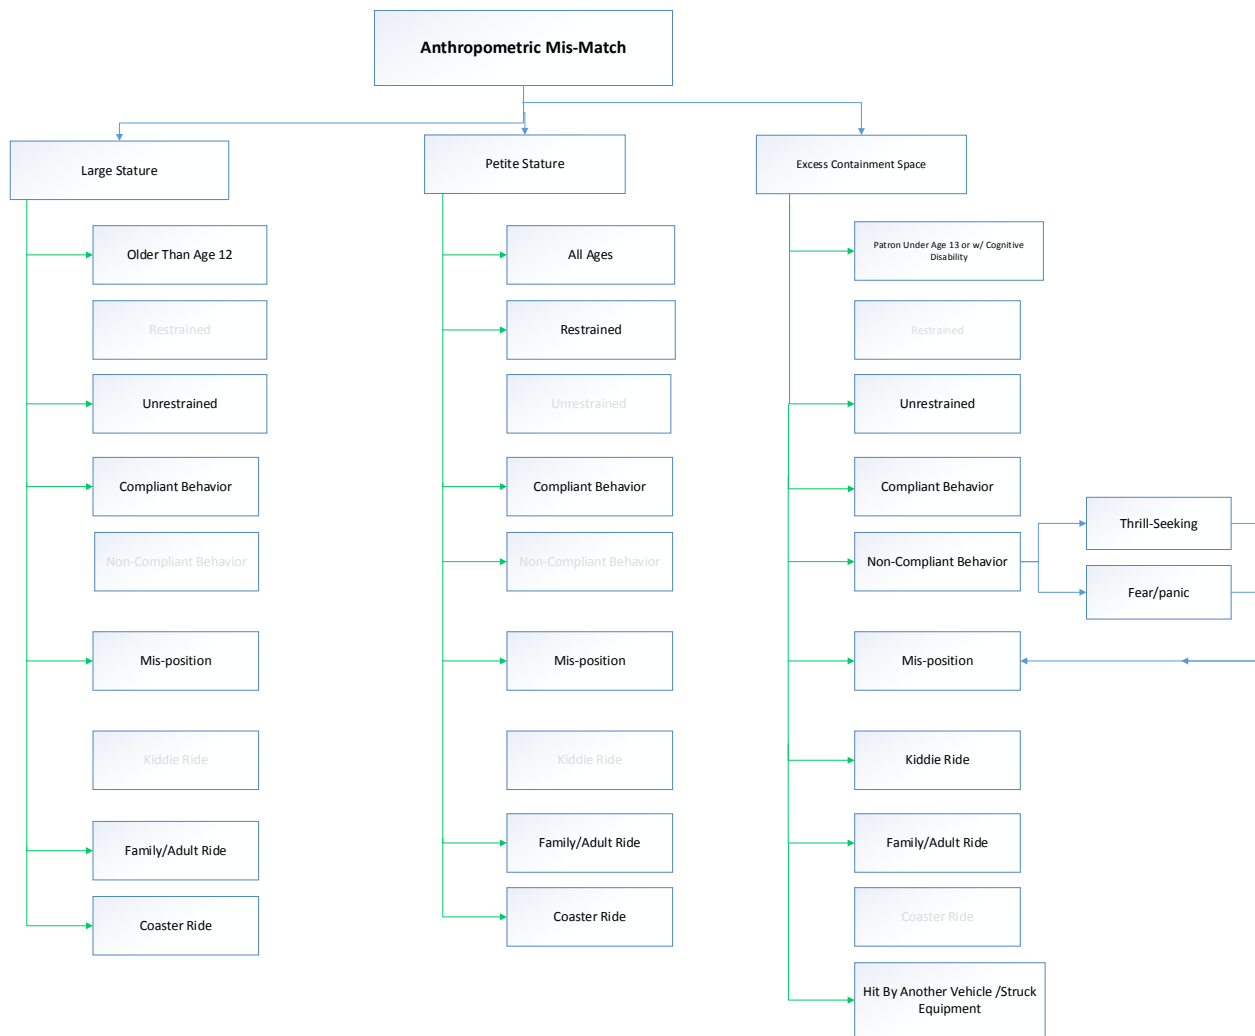 Anthropometric Mis-Match
Large Stature
Older Than Age 12
Restrained
Unrestrained
Compliant Behavior
Non-Compliant Behavior
Mis-position
Kiddie Ride
Family/Adult Ride
Coaster Ride
Petite Stature
All Ages
Restrained
Unrestrained
Compliant Behavior
Non-Compliant Behavior
Mis-position
Kiddie Ride
Family/Adult Ride
Coaster Ride
Excess Containment Space
Patron Under Age 13 or w/ Cognitive
Disability
Restrained
Unrestrained
Compliant Behavior
Non-Compliant Behavior
Thrill-Seeking
Fear/panic
Mis-position
Kiddie Ride
Family/Adult Ride
Coaster Ride
Hit By Another Vehicle /Struck
Equipment